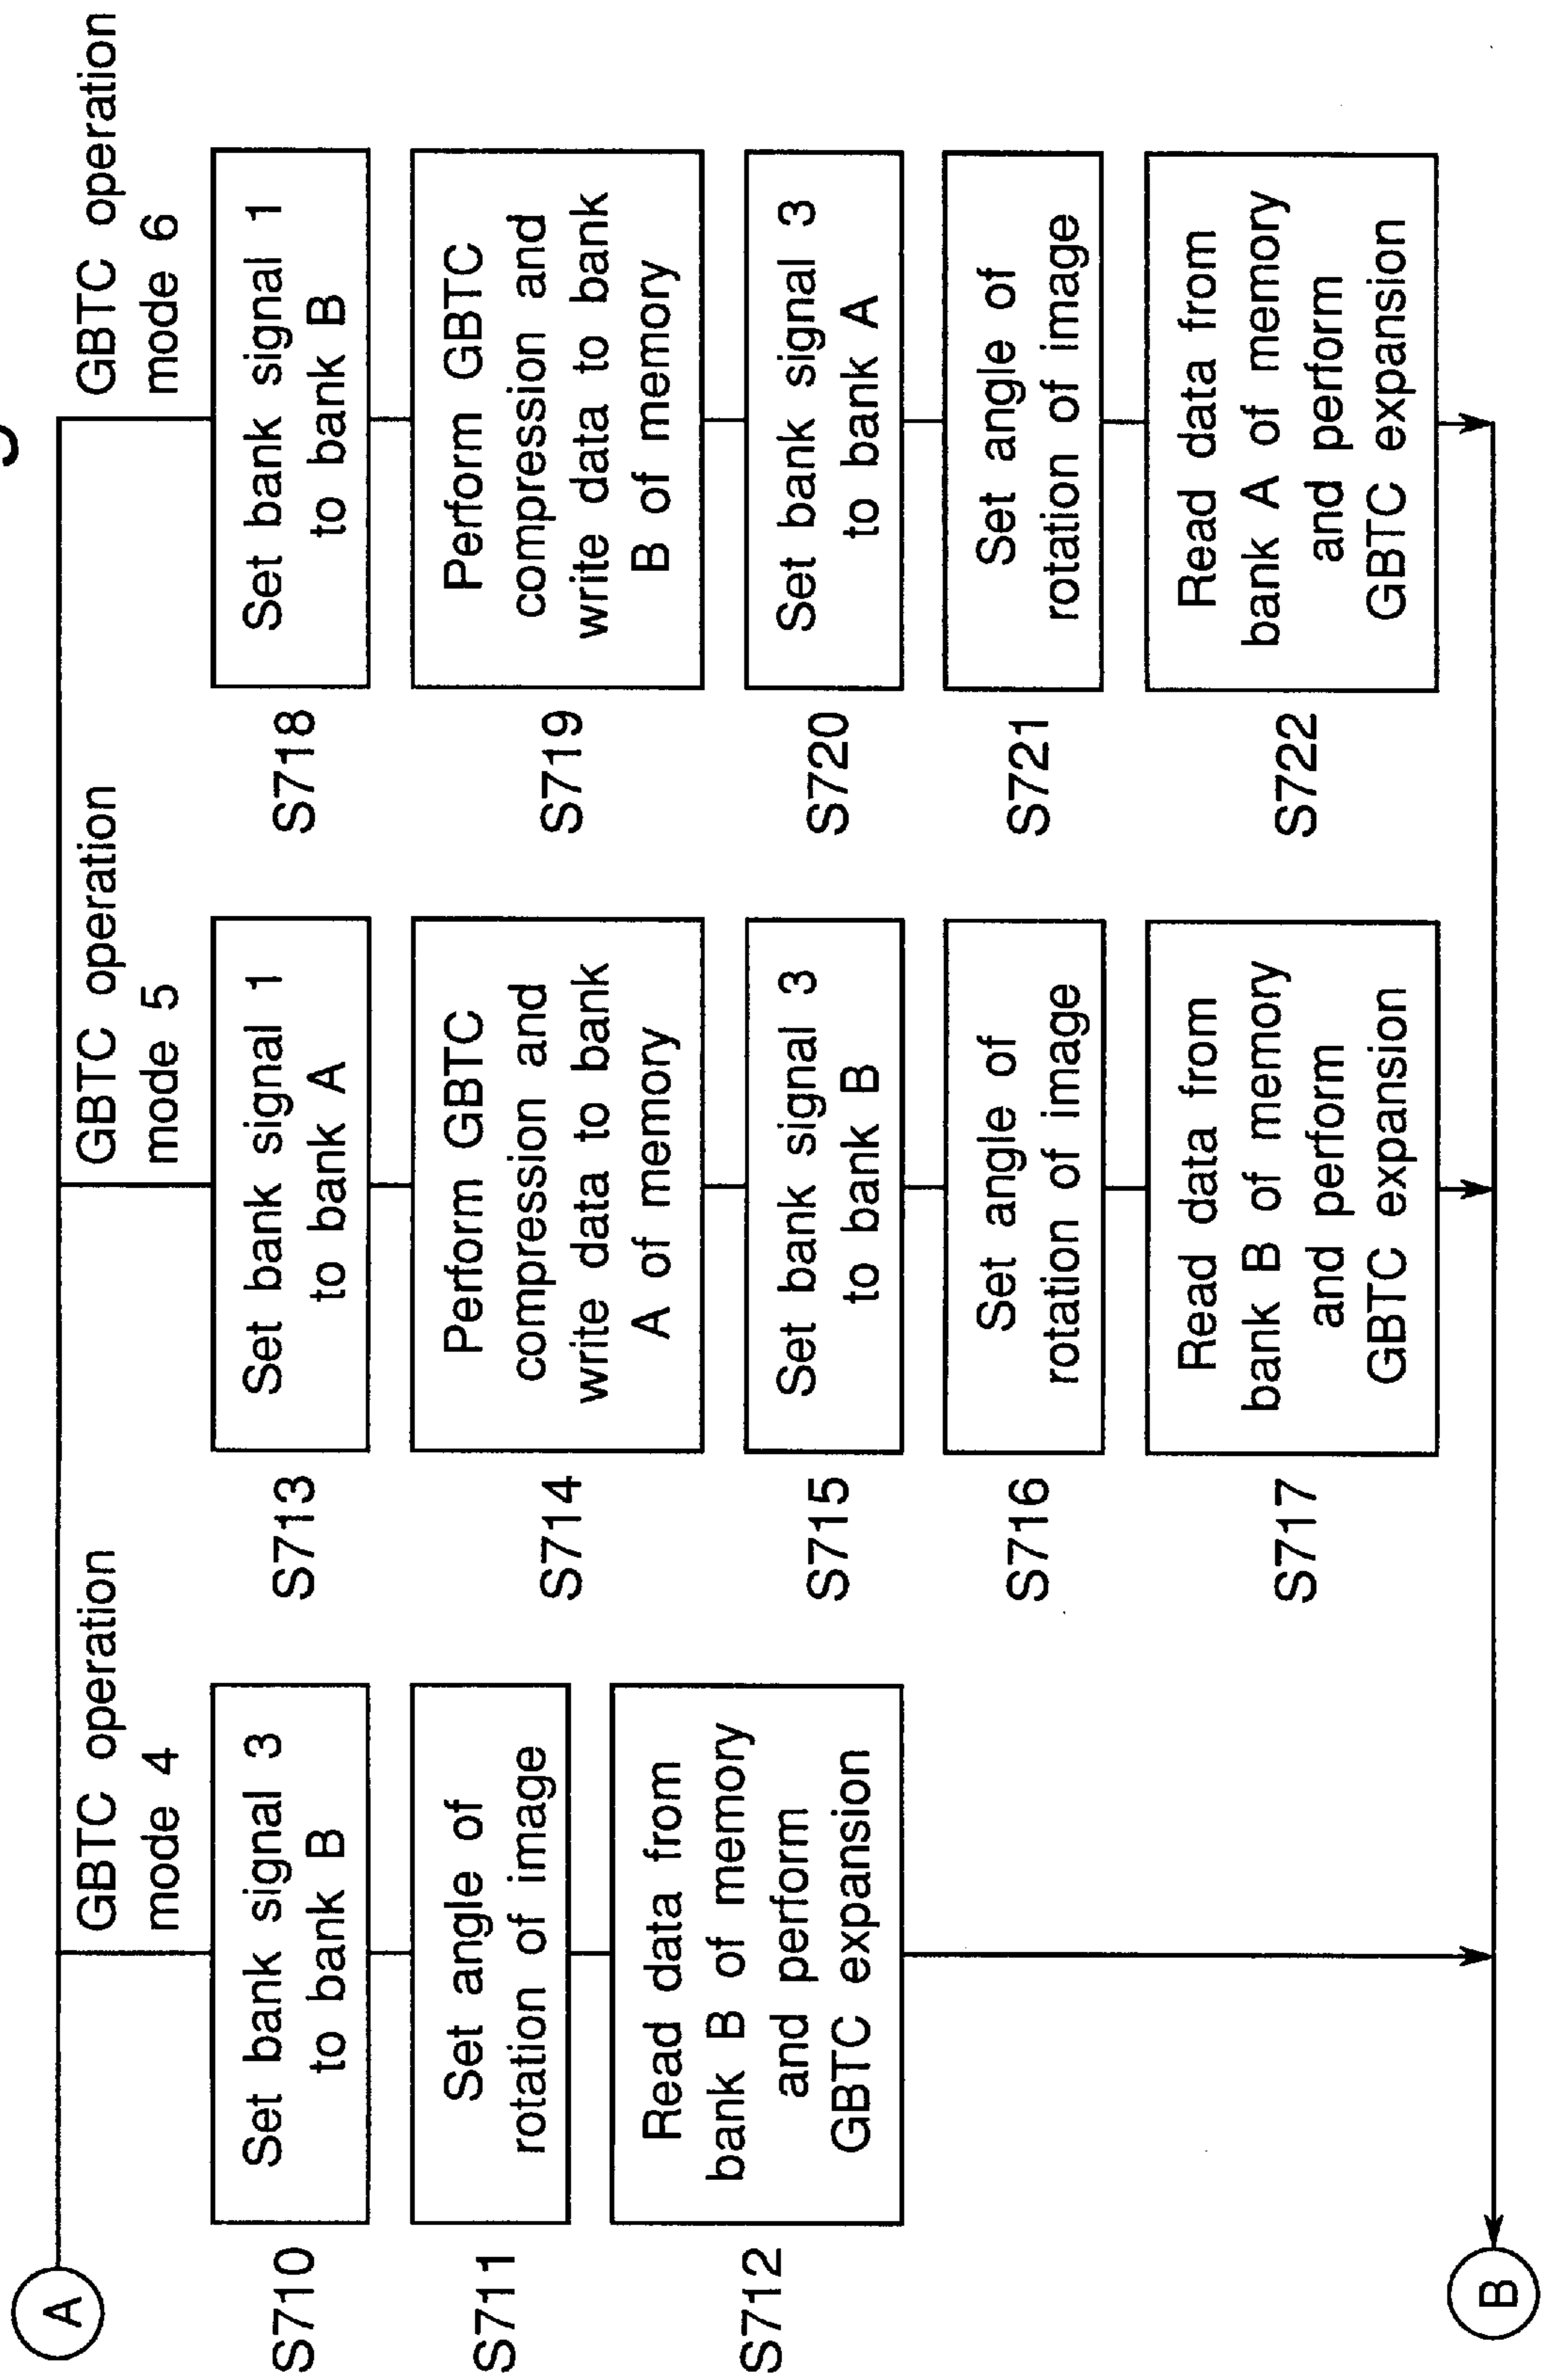 A
GBTC operation
mode 4
S710
Set bank signal 3
to bank B
S711
Set angle of
rotation of image
S712
Read data from
bank B of memory
and perform
GBTC expansion
GBTC operation
mode 5
S713
Set bank signal 1
to bank A
S714
Perform GBTC
compression and
write data to bank
A of memory
S715
Set bank signal 3
to bank B
S716
Set angle of
rotation of image
S717
Read data from
bank B of memory
and perform
GBTC expansion
GBTC operation
mode 6
S718
Set bank signal 1
to bank B
S719
Perform GBTC
compression and
write data to bank
B of memory
S720
Set bank signal 3
to bank A
S721
Set angle of
rotation of image
S722
Read data from
bank A of memory
and perform
GBTC expansion
B